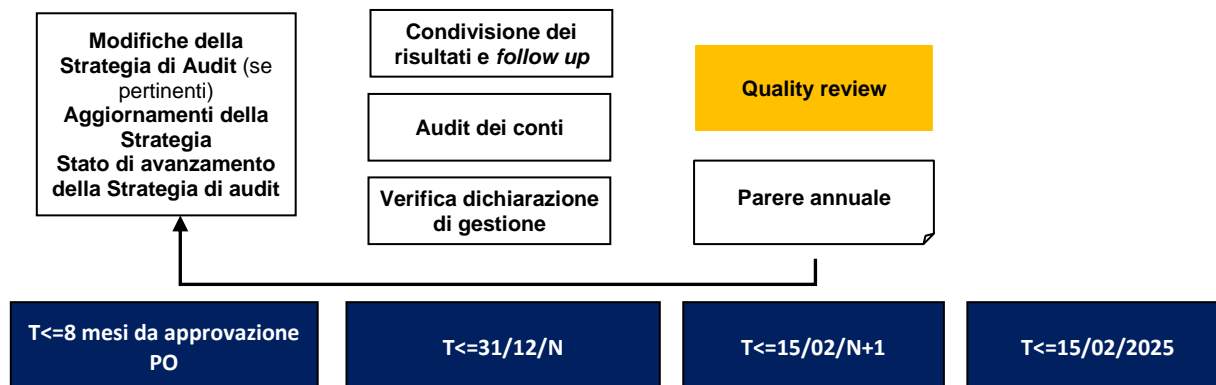 Modifiche della
Strategia di Audit (se
pertinenti)
Aggiornamenti della
Strategia
Stato di avanzamento
della Strategia di audit
Condivisione dei
risultati e follow up
Audit dei conti
Verifica dichiarazione
di gestione
Quality review
Parere annuale
T<=8 mesi da approvazione
PO
T<=31/12/N
T<=15/02/N+1
T<=15/02/2025